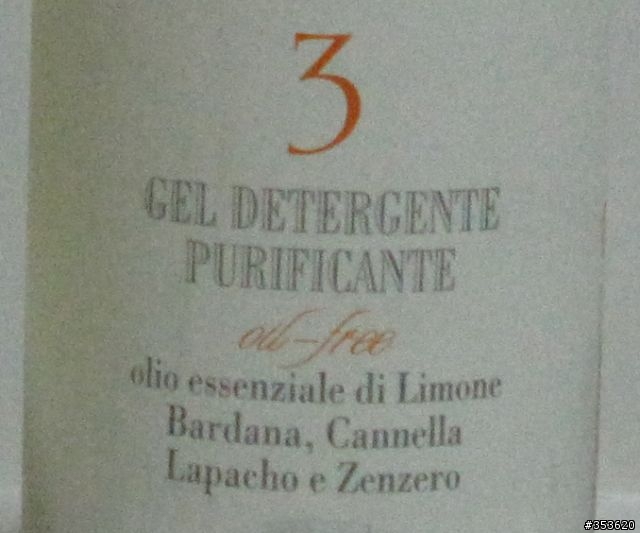 3
GEL DETERGENTE
PURIFICANTE
oil-free
olio essenziale di Limone
Bardana, Cannella
Lapacho e Zenzero
#353620